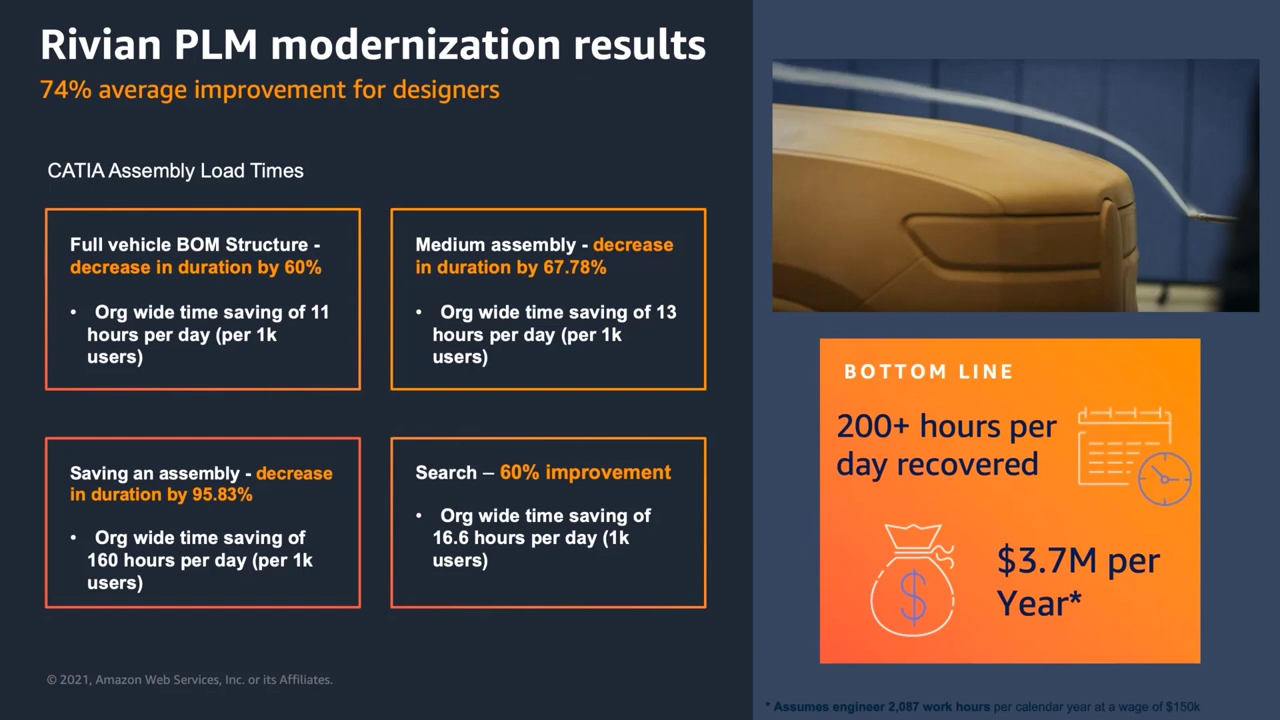 Rivian PLM modernization results
74% average improvement for designers
CATIA Assembly Load Times
Full vehicle BOM Structure -
decrease in duration by 60%
• Org wide time saving of 11
hours per day (per 1k
users)
Medium assembly - decrease
in duration by 67.78%
• Org wide time saving of 13
hours per day (per 1k
users)
Saving an assembly - decrease
in duration by 95.83%
• Org wide time saving of
160 hours per day (per 1k
users)
Search – 60% improvement
• Org wide time saving of
16.6 hours per day (1k
users)
BOTTOM LINE
200+ hours per
day recovered
$
$3.7M per
Year*
© 2021, Amazon Web Services, Inc. or its Affiliates.
* Assumes engineer 2,087 work hours per calendar year at a wage of $150k